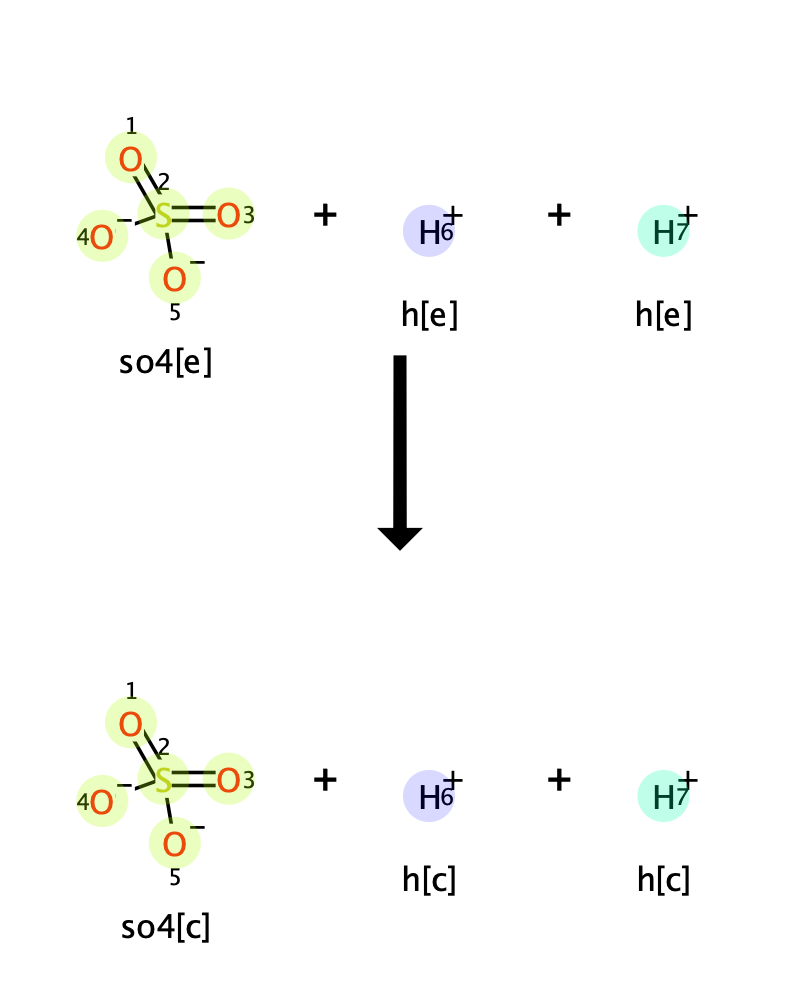 1
O 2
4 O − S O 3 + H 6 + + H 7 +
O −
5
so4[e] h[e] h[e]
1
O 2
4 O − S O 3 + H 6 + + H 7 +
O −
5
so4[c] h[c] h[c]